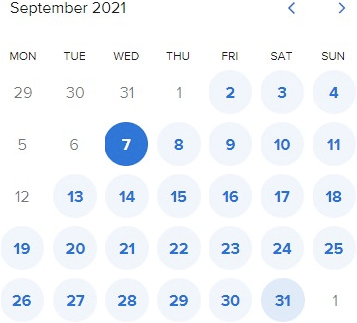 September 2021
MON TUE WED THU FRI SAT SUN
29 30 31 1 2 3 4
5 6 7 8 9 10 11
12 13 14 15 16 17 18
19 20 21 22 23 24 25
26 27 28 29 30 31 1